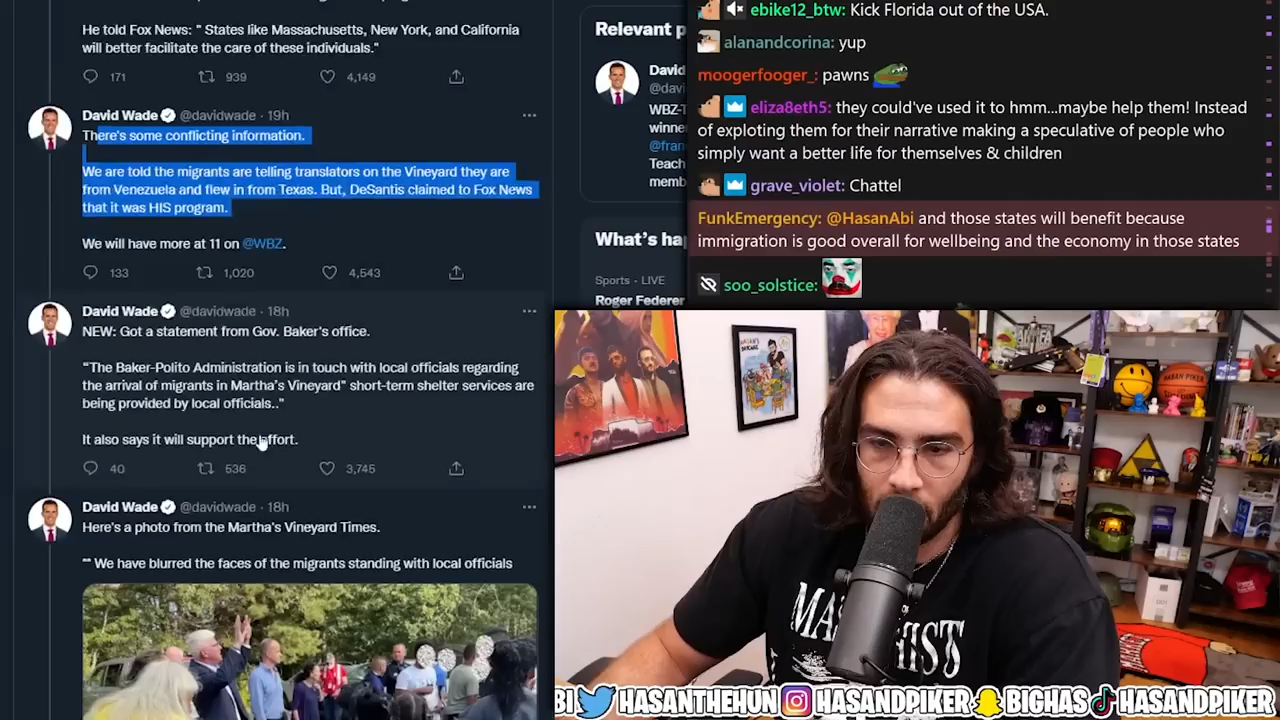 He told Fox News: " States like Massachusetts, New York, and California
will better facilitate the care of these individuals."
171 939 4,149
David Wade @davidwade · 19h
There's some conflicting information.
We are told the migrants are telling translators on the Vineyard they are
from Venezuela and flew in from Texas. But, DeSantis claimed to Fox News
that it was HIS program.
We will have more at 11 on @WBZ.
133 1,020 4,543
David Wade @davidwade · 18h
NEW: Got a statement from Gov. Baker's office.
"The Baker-Polito Administration is in touch with local officials regarding
the arrival of migrants in Martha's Vineyard" short-term shelter services are
being provided by local officials.."
It also says it will support the effort.
40 536 3,745
David Wade @davidwade · 18h
Here's a photo from the Martha's Vineyard Times.
** We have blurred the faces of the migrants standing with local officials
Relevant p
David
@davi
WBZ-T
winne
@fran
Teach
memb
What's ha
Sports · LIVE
Roger Federer
ebike12_btw: Kick Florida out of the USA.
alanandcorina: yup
moogerfooger_: pawns
eliza8eth5: they could've used it to hmm...maybe help them! Instead
of exploting them for their narrative making a speculative of people who
simply want a better life for themselves & children
grave_violet: Chattel
FunkEmergency: @HasanAbi and those states will benefit because
immigration is good overall for wellbeing and the economy in those states
soo_solstice:
HASAN PIKER
BI HASANTHEHUN HASANDPIKER BIGHAS HASANDPIKER